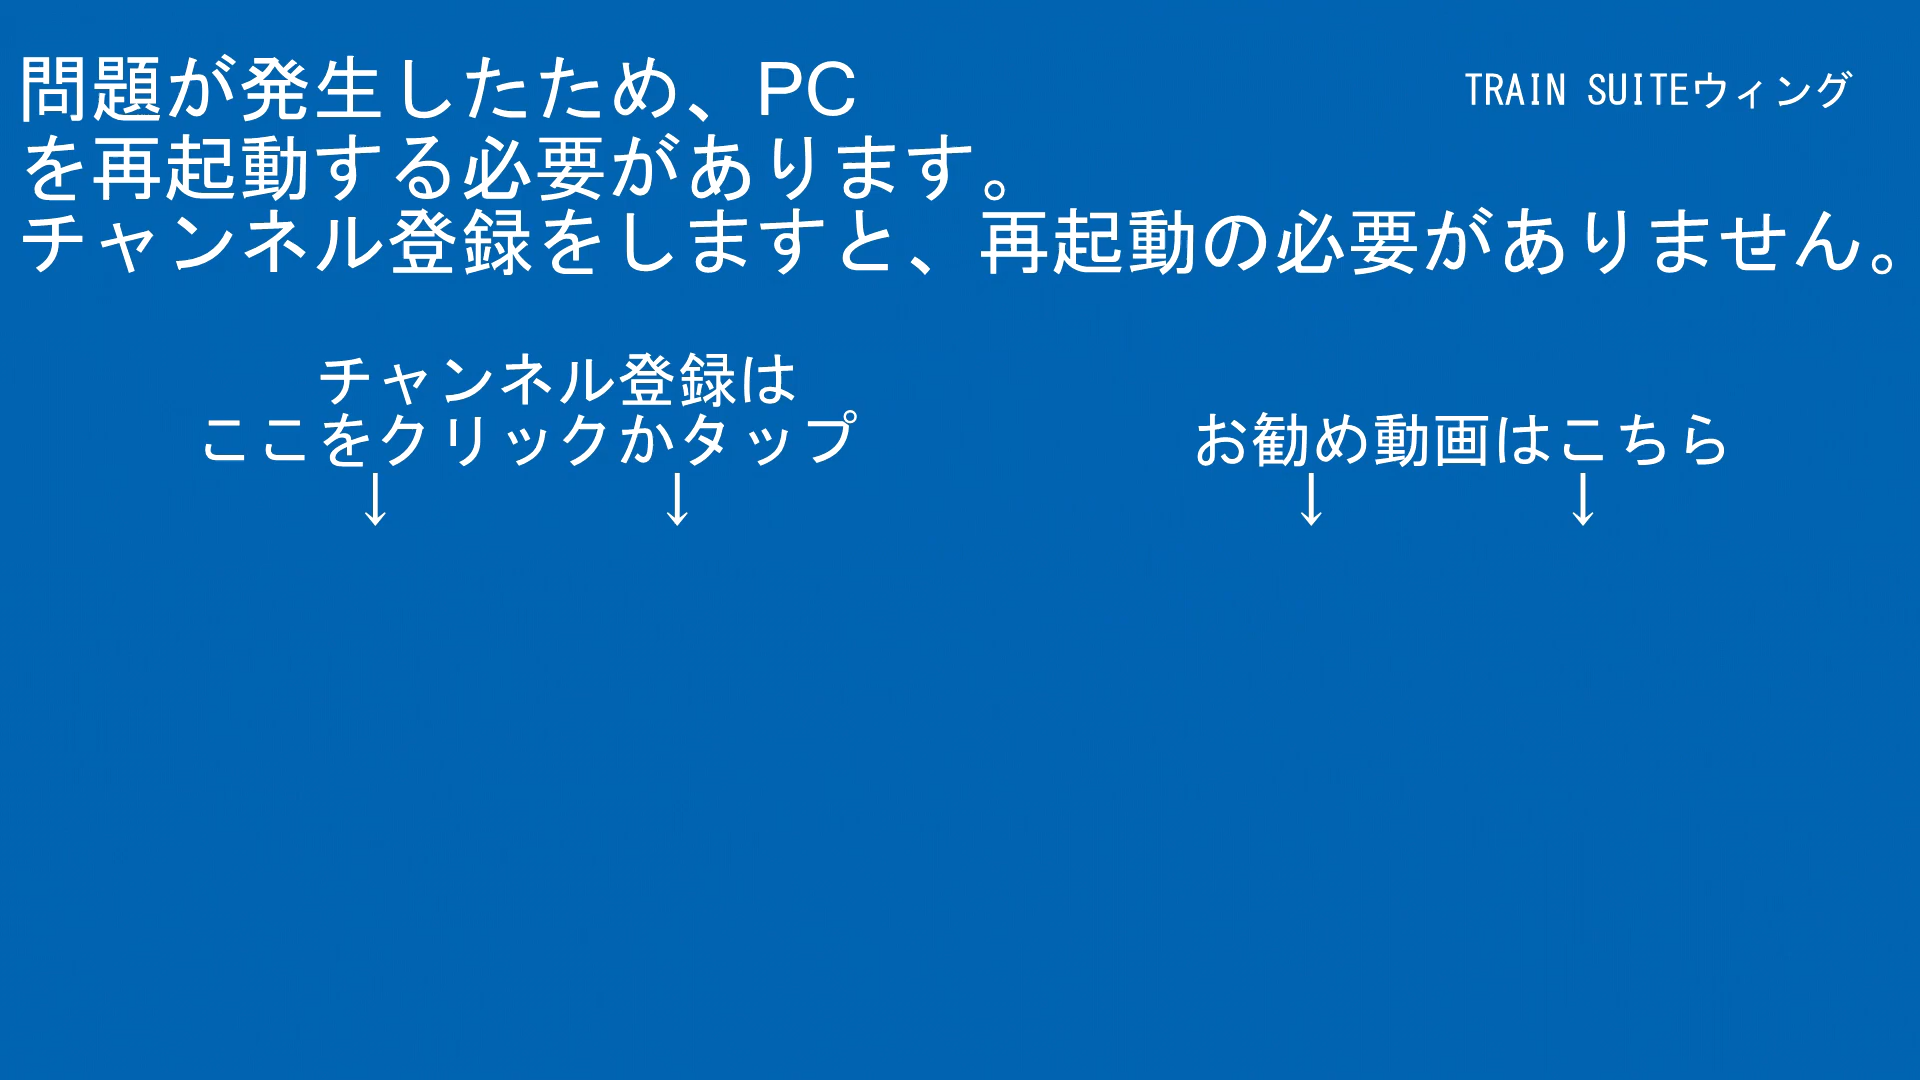 問題が発生したため、PC
を再起動する必要があります。
チャンネル登録をしますと、再起動の必要がありません。
TRAIN SUITEウィング
チャンネル登録は
ここをクリックかタップ
↓ ↓
お勧め動画はこちら
↓ ↓